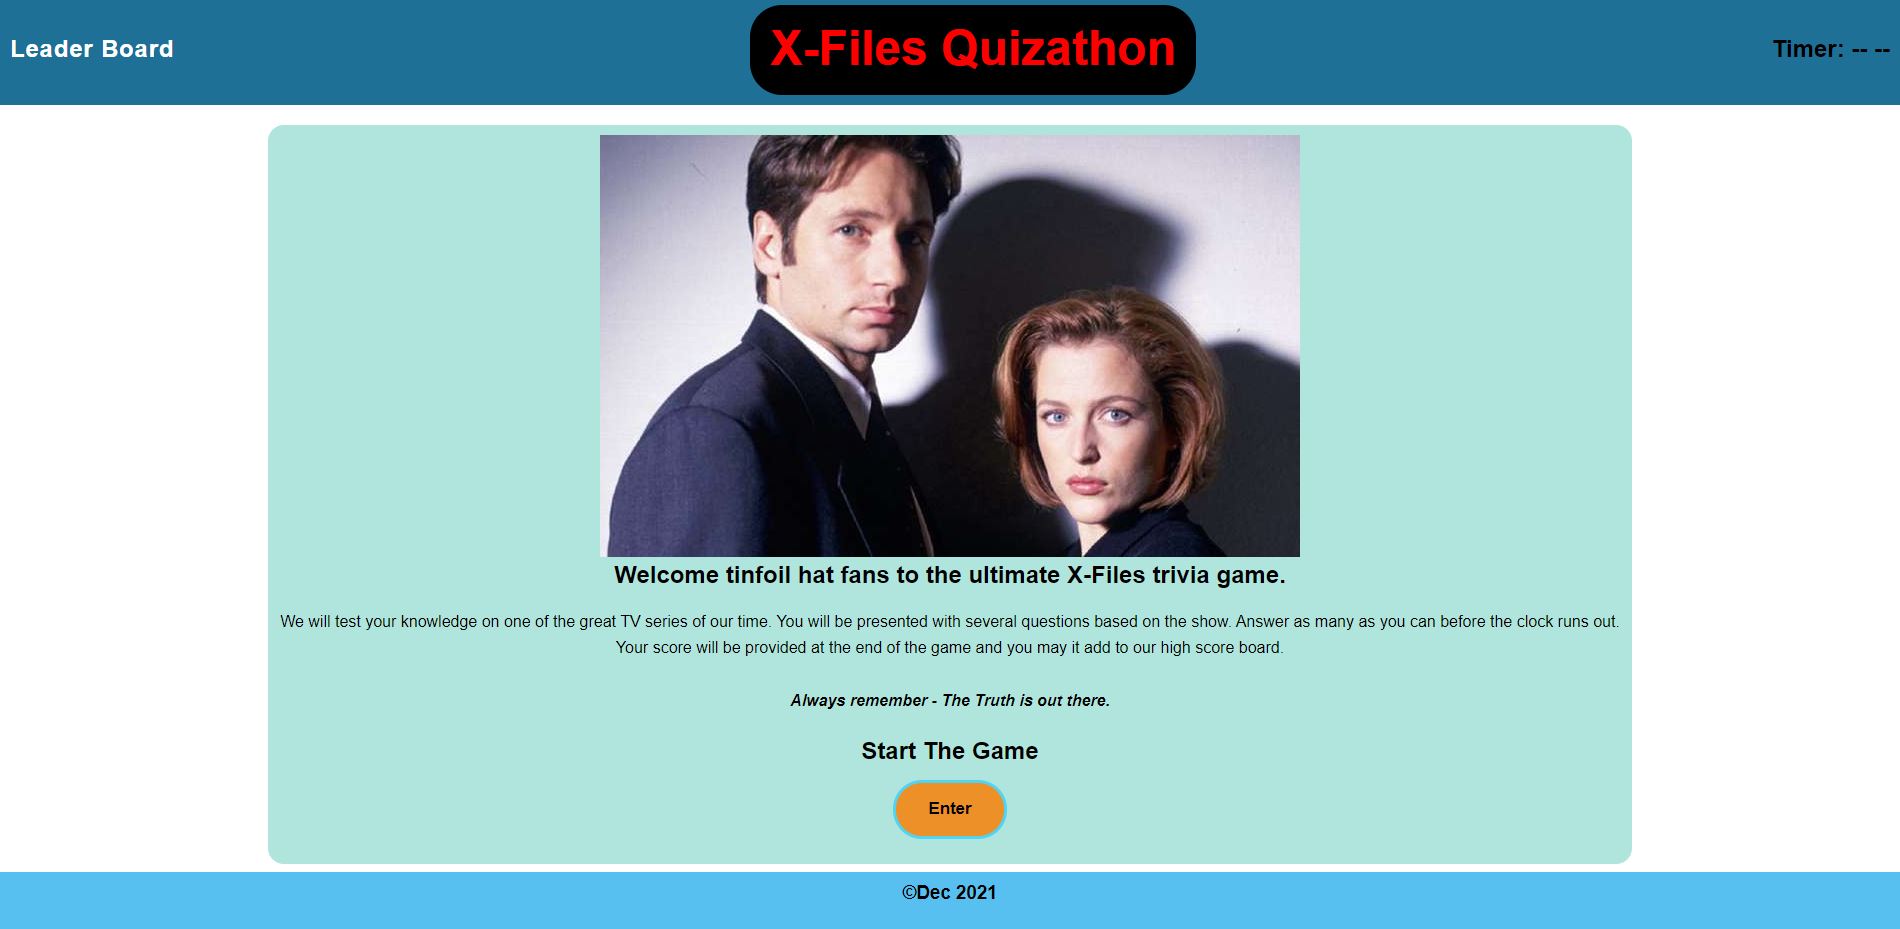 Leader Board
X-Files Quizathon
Timer: -- --
Welcome tinfoil hat fans to the ultimate X-Files trivia game.
We will test your knowledge on one of the great TV series of our time. You will be presented with several questions based on the show. Answer as many as you can before the clock runs out.
Your score will be provided at the end of the game and you may it add to our high score board.
Always remember - The Truth is out there.
Start The Game
Enter
©Dec 2021